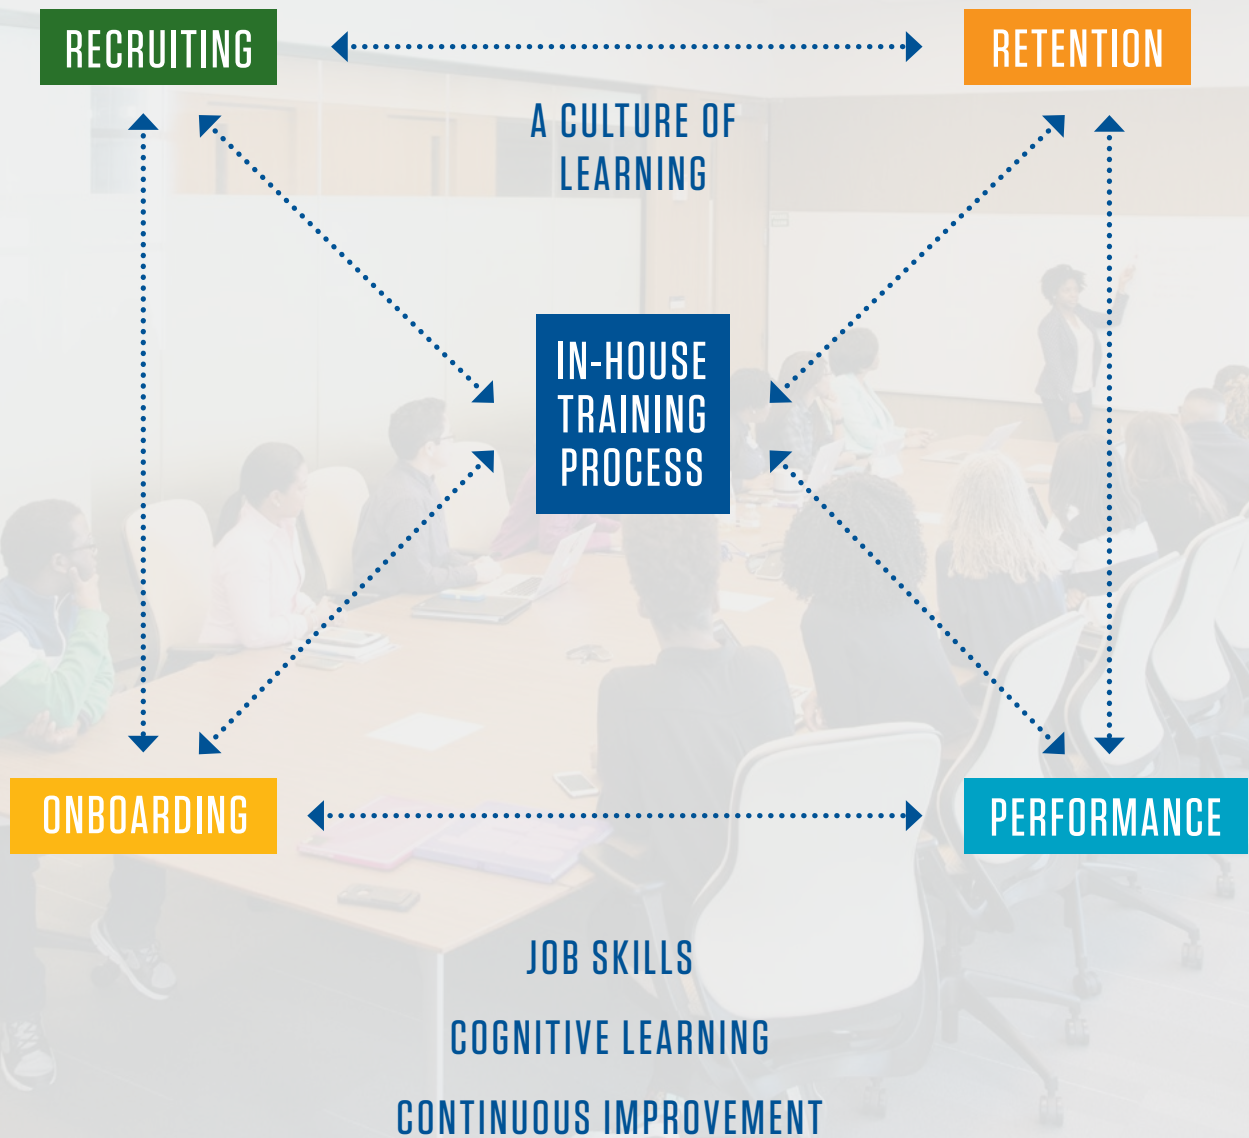 RECRUITING
RETENTION
A CULTURE OF
LEARNING
IN-HOUSE
TRAINING
PROCESS
ONBOARDING
PERFORMANCE
JOB SKILLS
COGNITIVE LEARNING
CONTINUOUS IMPROVEMENT